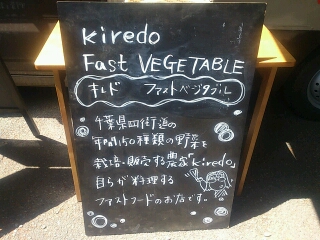 kiredo
Fast VEGETABLE
キレド ファストベジタブル
千葉県四街道の
年間150種類の野菜を
栽培・販売する農家「kiredo」
自らが料理する
ファストフードのお店です。